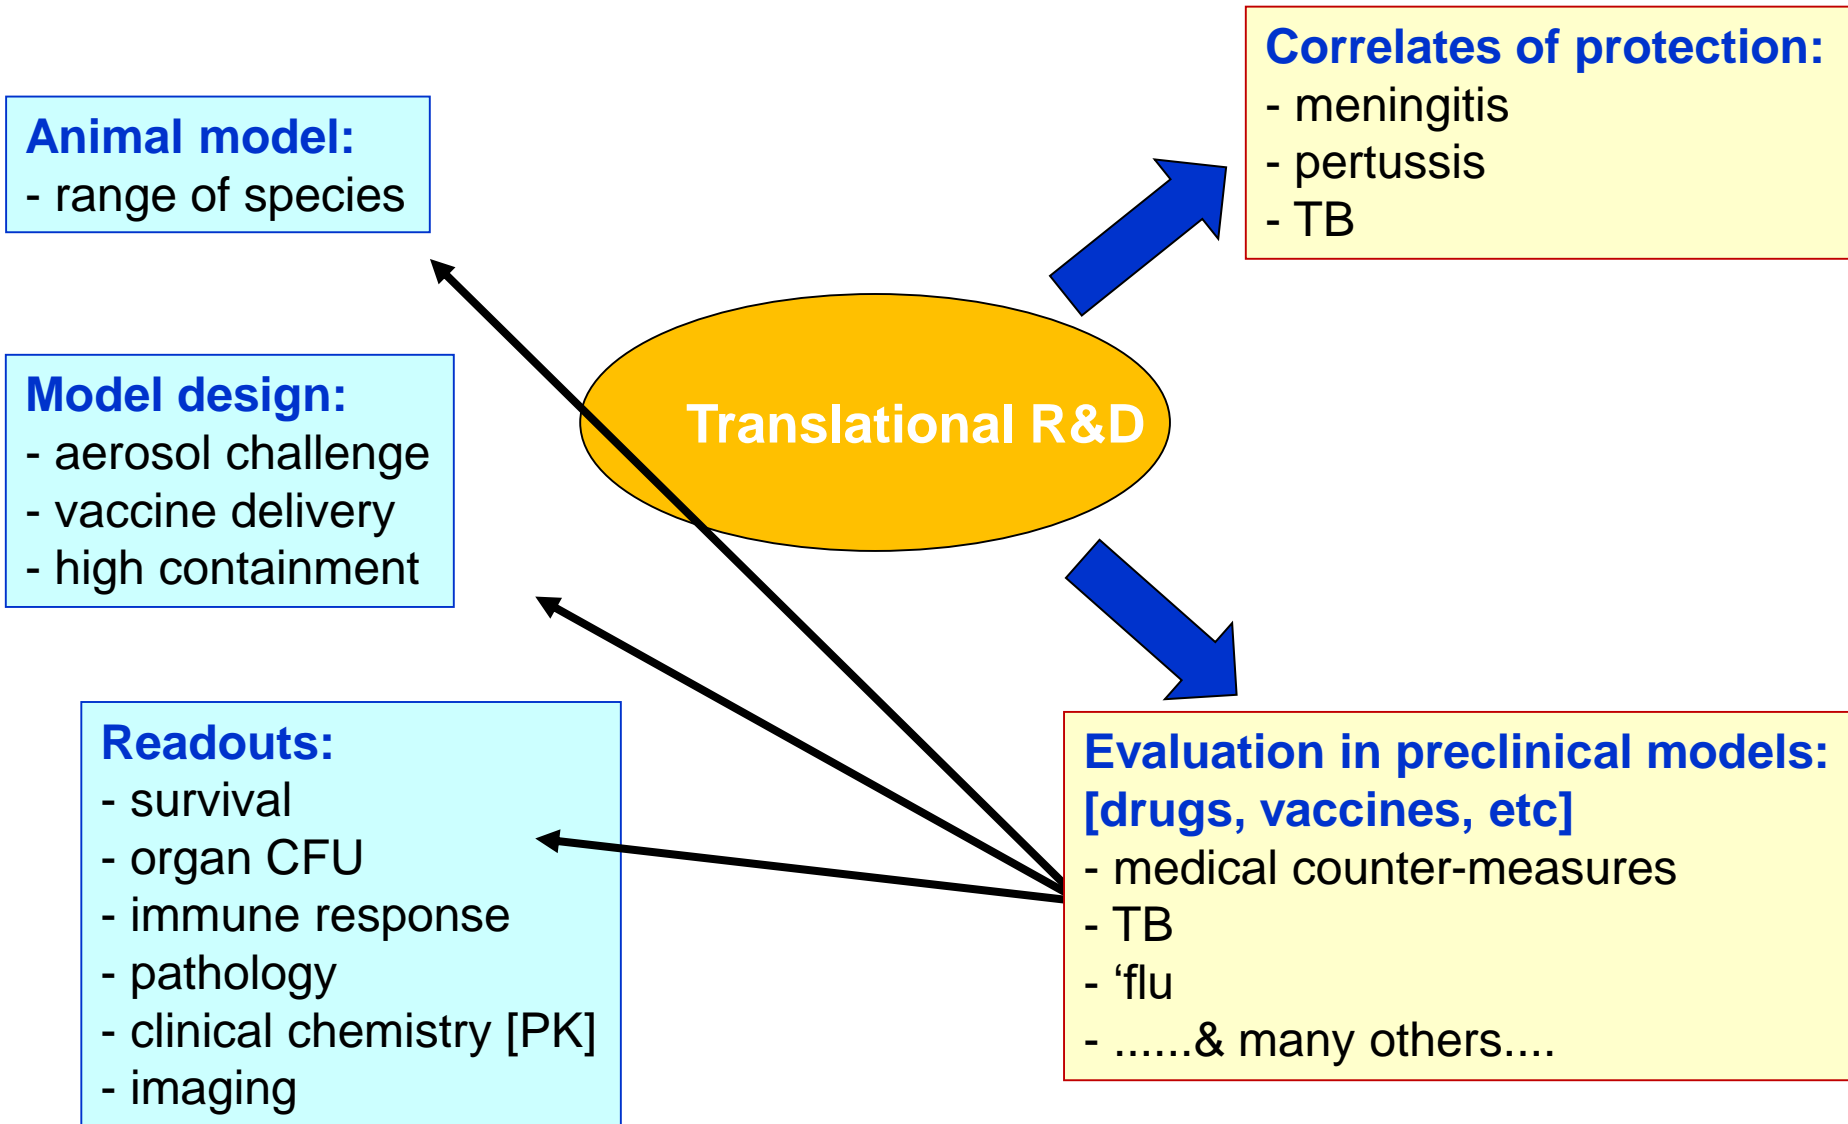 Correlates of protection:
- meningitis
- pertussis
- TB
Animal model:
- range of species
Translational R&D
Model design:
- aerosol challenge
- vaccine delivery
- high containment
Readouts:
- survival
- organ CFU
- immune response
- pathology
- clinical chemistry [PK]
- imaging
Evaluation in preclinical models:
[drugs, vaccines, etc]
- medical counter-measures
- TB
- ‘flu
- ......& many others....